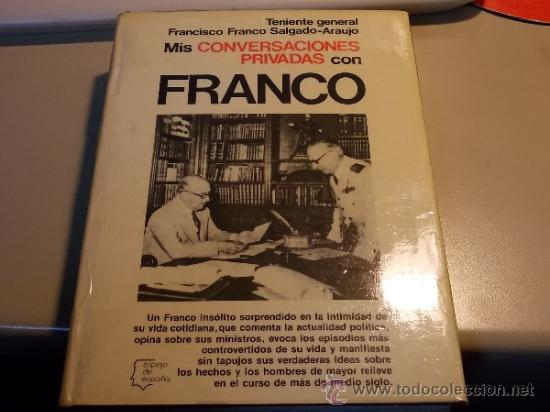 Teniente general
Francisco Franco Salgado-Araujo
Mis CONVERSACIONES
PRIVADAS con
FRANCO
Un Franco insólito sorprendido en la intimidad de
su vida cotidiana, que comenta la actualidad política,
opina sobre sus ministros, evoca los episodios más
controvertidos de su vida y manifiesta
sin tapujos sus verdaderas ideas sobre
los hechos y los hombres de mayor relieve
en el curso de más de medio siglo.
espejo
de
españa
todocoleccion.net